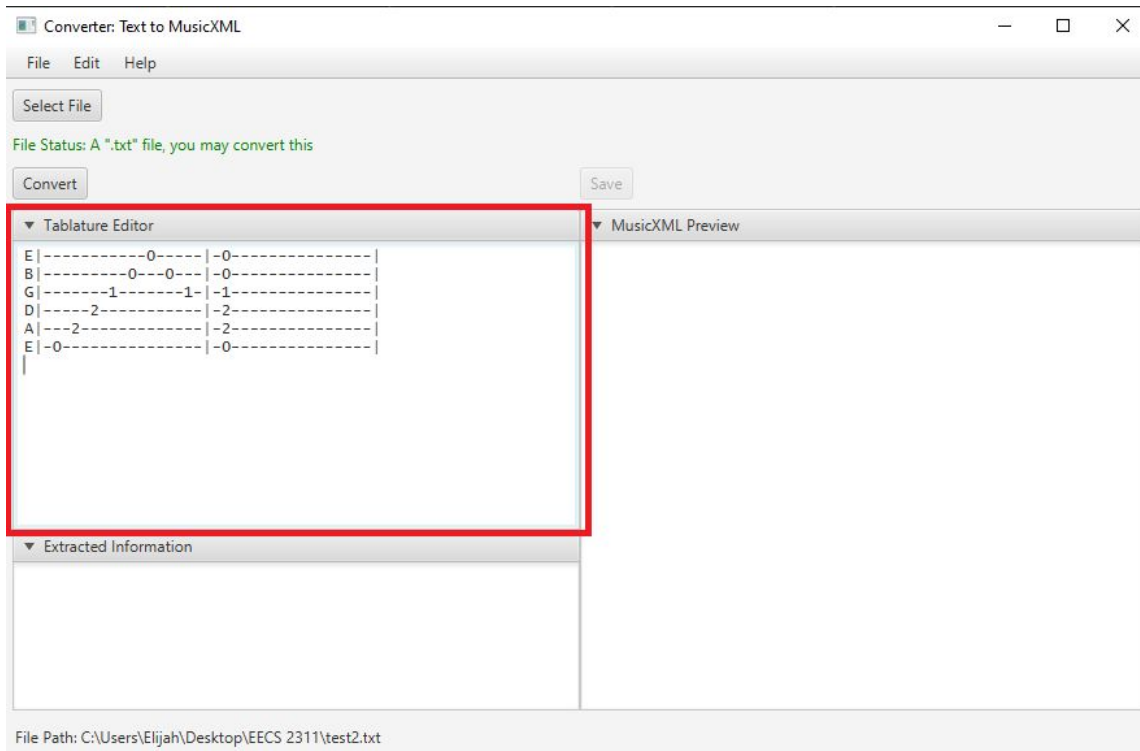 Converter: Text to MusicXML
File Edit Help
Select File
File Status: A ".txt" file, you may convert this
Convert
Save
Tablature Editor
E|-----------0-----|-0---------------|
B|---------0---0---|-0---------------|
G|-------1-------1-|-1---------------|
D|-----2-----------|-2---------------|
A|---2-------------|-2---------------|
E|-0---------------|-0---------------|
MusicXML Preview
Extracted Information
File Path: C:\Users\Elijah\Desktop\EECS 2311\test2.txt